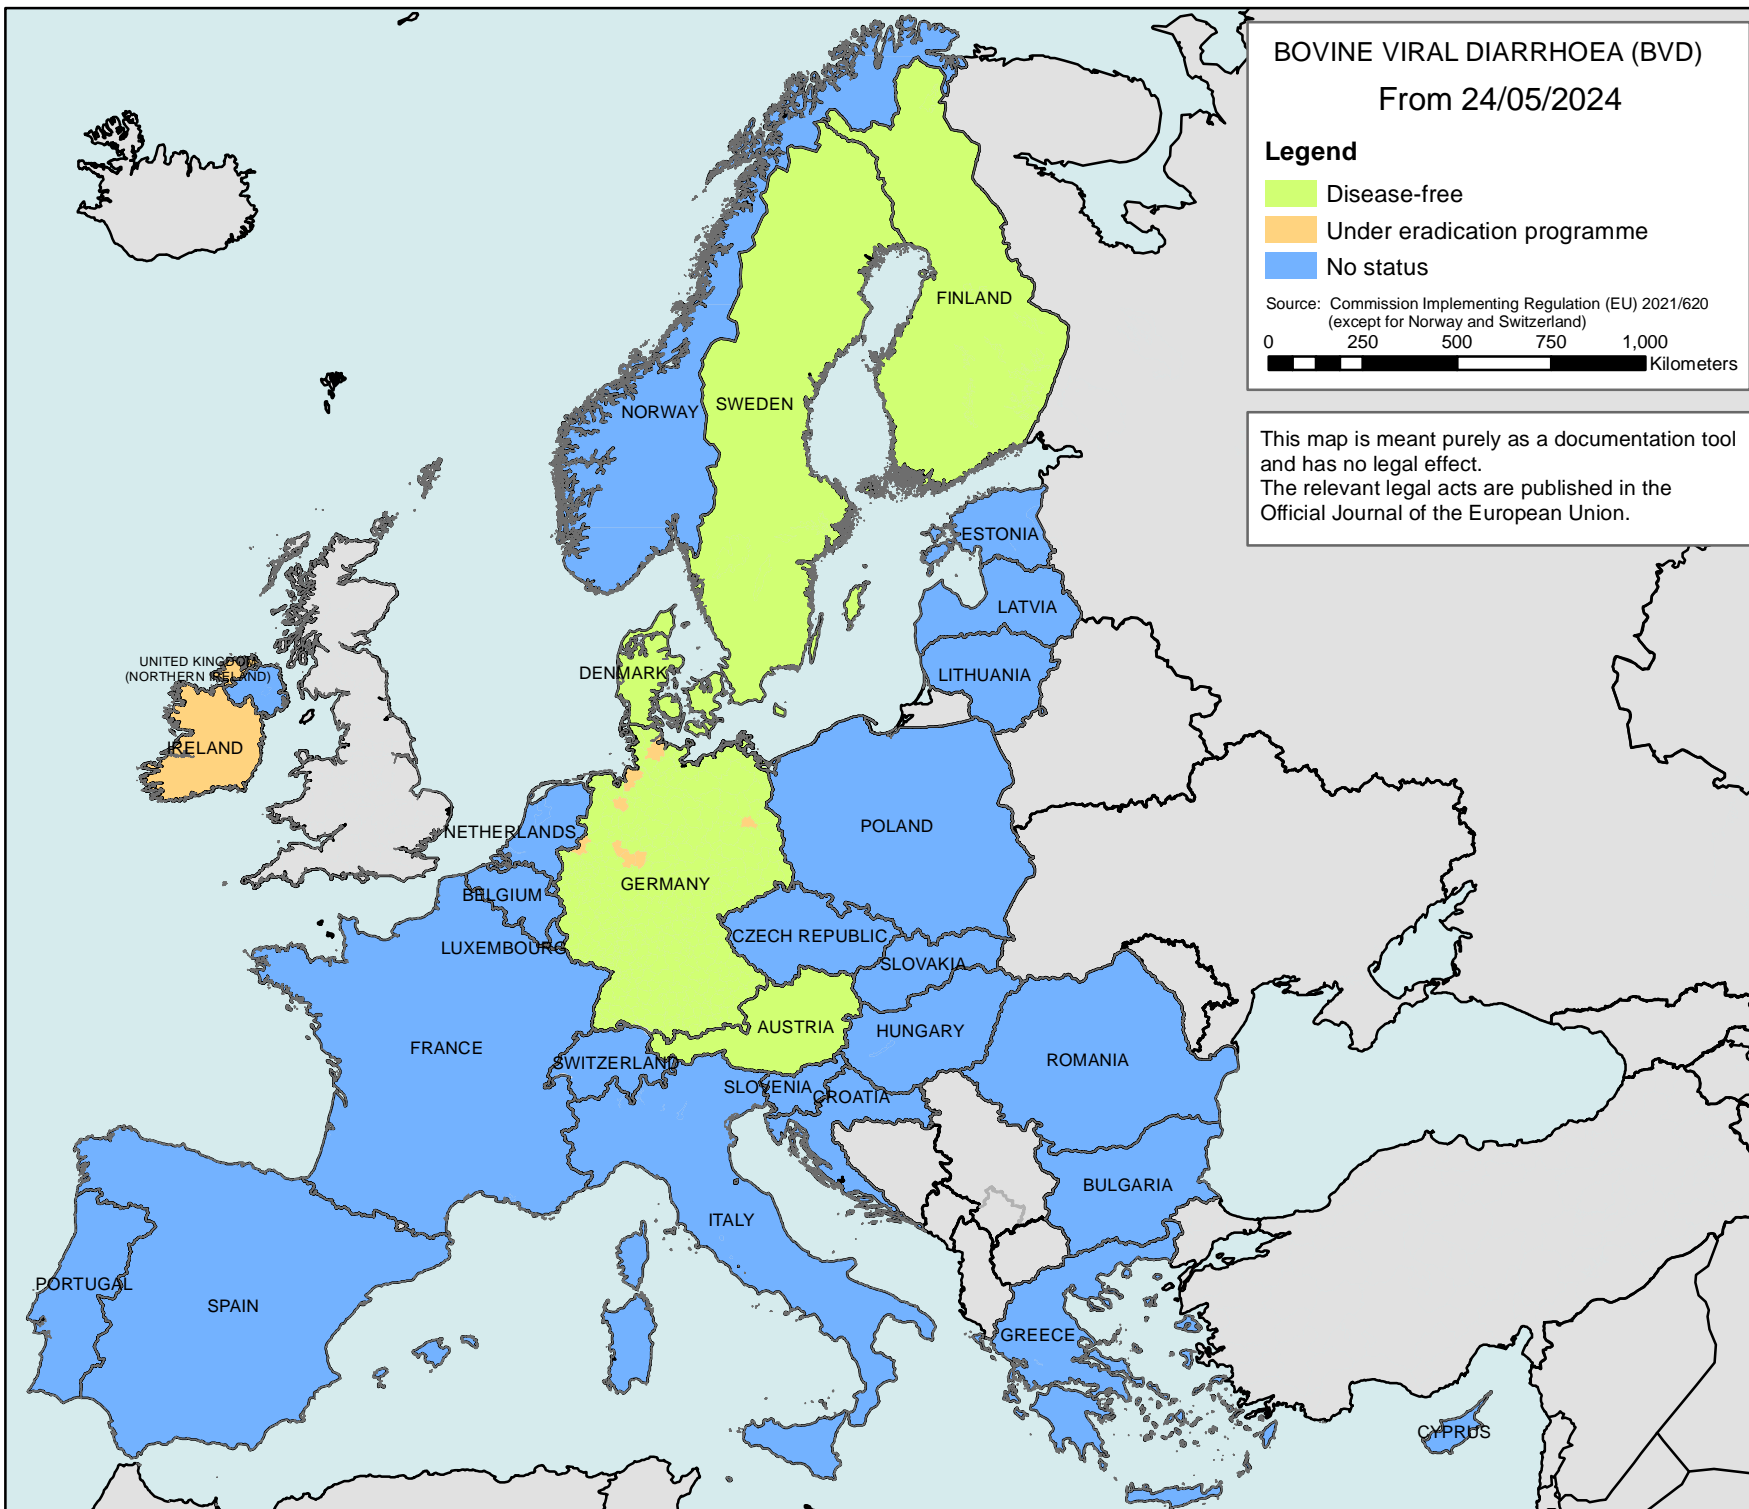 BOVINE VIRAL DIARRHOEA (BVD)
From 24/05/2024
Legend
Disease-free
Under eradication programme
No status
Source: Commission Implementing Regulation (EU) 2021/620
(except for Norway and Switzerland)
0 250 500 750 1,000
Kilometers
This map is meant purely as a documentation tool
and has no legal effect.
The relevant legal acts are published in the
Official Journal of the European Union.
FINLAND
SWEDEN
NORWAY
ESTONIA
LATVIA
UNITED KINGDOM
(NORTHERN IRELAND)
DENMARK
LITHUANIA
IRELAND
POLAND
NETHERLANDS
GERMANY
BELGIUM
CZECH REPUBLIC
LUXEMBOURG
SLOVAKIA
AUSTRIA
HUNGARY
FRANCE
SWITZERLAND
ROMANIA
SLOVENIA
CROATIA
BULGARIA
ITALY
PORTUGAL
SPAIN
GREECE
CYPRUS